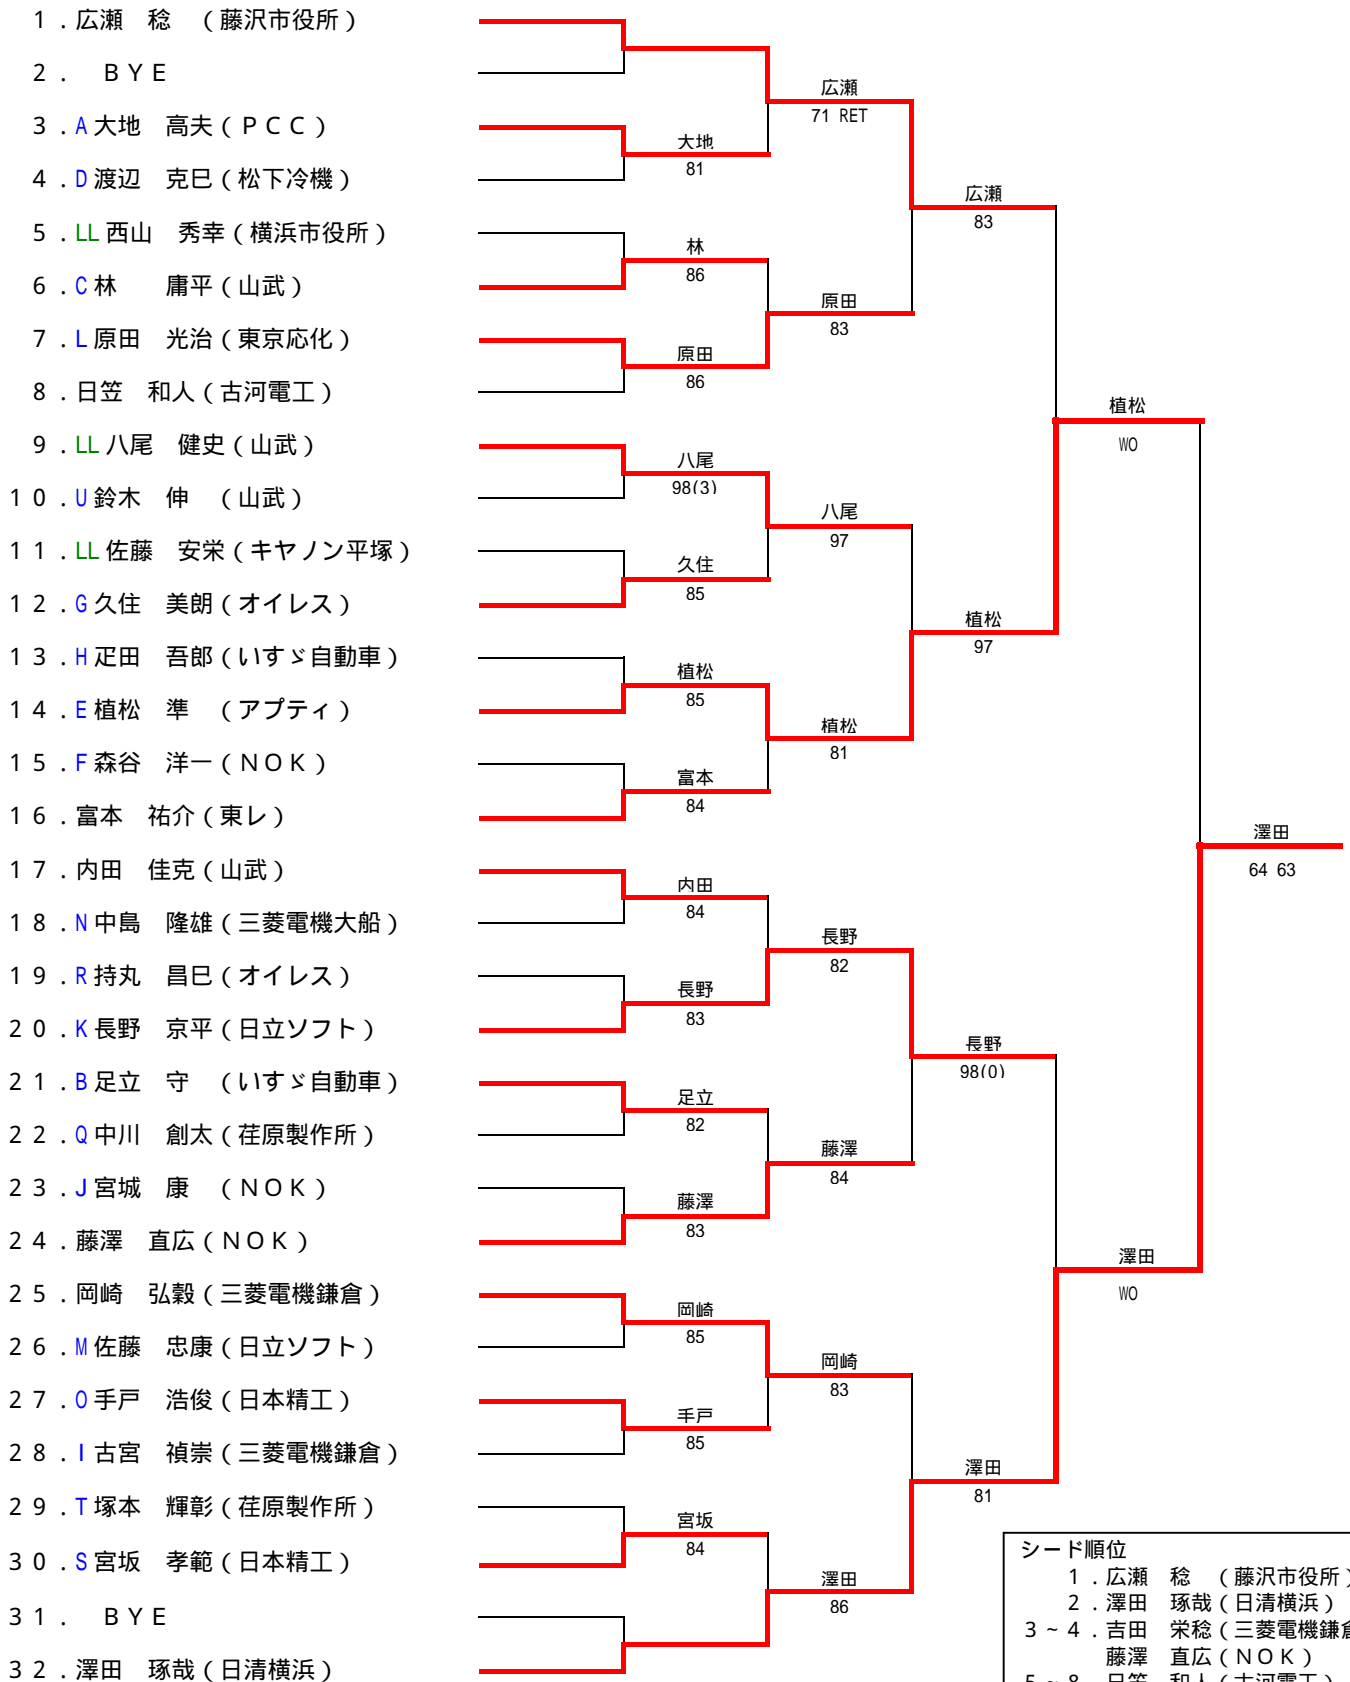 1．広瀬　稔　（藤沢市役所）
2．　ＢＹＥ
3．A大地　高夫（ＰＣＣ）
4．D渡辺　克巳（松下冷機）
5．LL西山　秀幸（横浜市役所）
6．C林　　庸平（山武）
7．L原田　光治（東京応化）
8．日笠　和人（古河電工）
9．LL八尾　健史（山武）
10．U鈴木　伸　（山武）
11．LL佐藤　安栄（キヤノン平塚）
12．G久住　美朗（オイレス）
13．H疋田　吾郎（いすゞ自動車）
14．E植松　準　（アプティ）
15．F森谷　洋一（ＮＯＫ）
16．富本　祐介（東レ）
17．内田　佳克（山武）
18．N中島　隆雄（三菱電機大船）
19．R持丸　昌巳（オイレス）
20．K長野　京平（日立ソフト）
21．B足立　守　（いすゞ自動車）
22．Q中川　創太（荏原製作所）
23．J宮城　康　（ＮＯＫ）
24．藤澤　直広（ＮＯＫ）
25．岡崎　弘毅（三菱電機鎌倉）
26．M佐藤　忠康（日立ソフト）
27．O手戸　浩俊（日本精工）
28．I古宮　禎崇（三菱電機鎌倉）
29．T塚本　輝彰（荏原製作所）
30．S宮坂　孝範（日本精工）
31．　ＢＹＥ
32．澤田　琢哉（日清横浜）
大地
81
林
86
原田
86
八尾
98(3)
久住
85
植松
85
富本
84
内田
84
長野
83
足立
82
藤澤
83
岡崎
85
手戸
85
宮坂
84
広瀬
71 RET
原田
83
八尾
97
植松
81
長野
82
藤澤
84
岡崎
83
澤田
86
広瀬
83
植松
97
長野
98(0)
澤田
81
植松
WO
澤田
WO
澤田
64 63
シード順位
1．広瀬　稔　（藤沢市役所）
2．澤田　琢哉（日清横浜）
3~4．吉田　栄稔（三菱電機鎌倉
藤澤　直広（ＮＯＫ）
5~8．日笠　和人（古河電工）